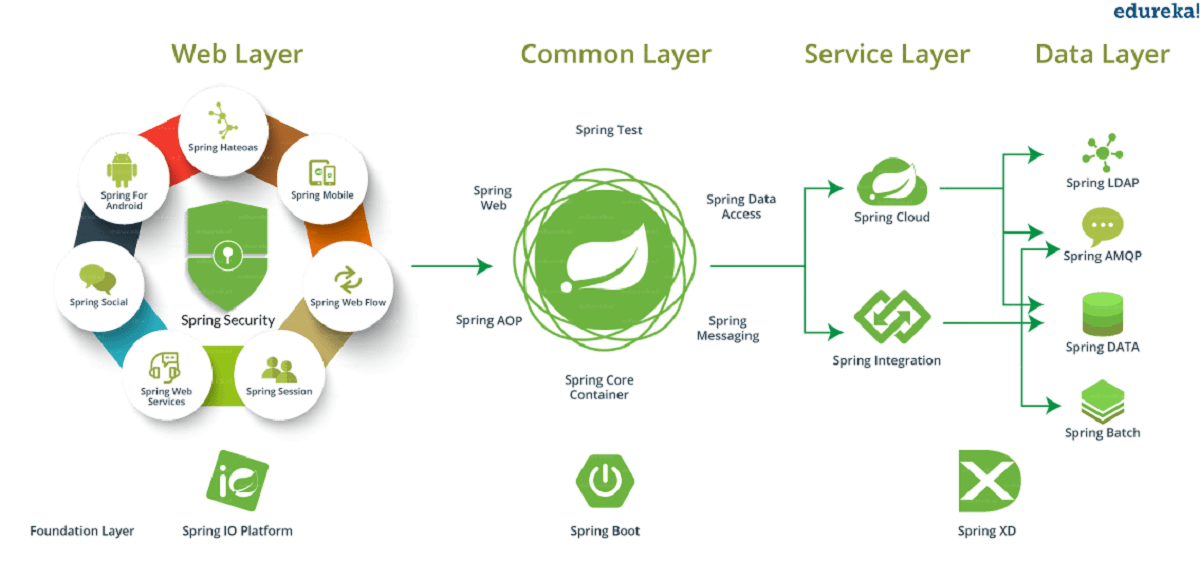 edureka!
Web Layer
Common Layer
Service Layer
Data Layer
Spring Hateoas
Spring For
Android
Spring Mobile
Spring Social
Spring Web Flow
Spring Security
Spring Web
Services
Spring Session
Spring Test
Spring
Web
Spring Data
Access
Spring AOP
Spring
Messaging
Spring Core
Container
Spring Cloud
Spring Integration
Spring LDAP
Spring AMQP
Spring DATA
Spring Batch
io
Foundation Layer
Spring IO Platform
Spring Boot
XD
Spring XD